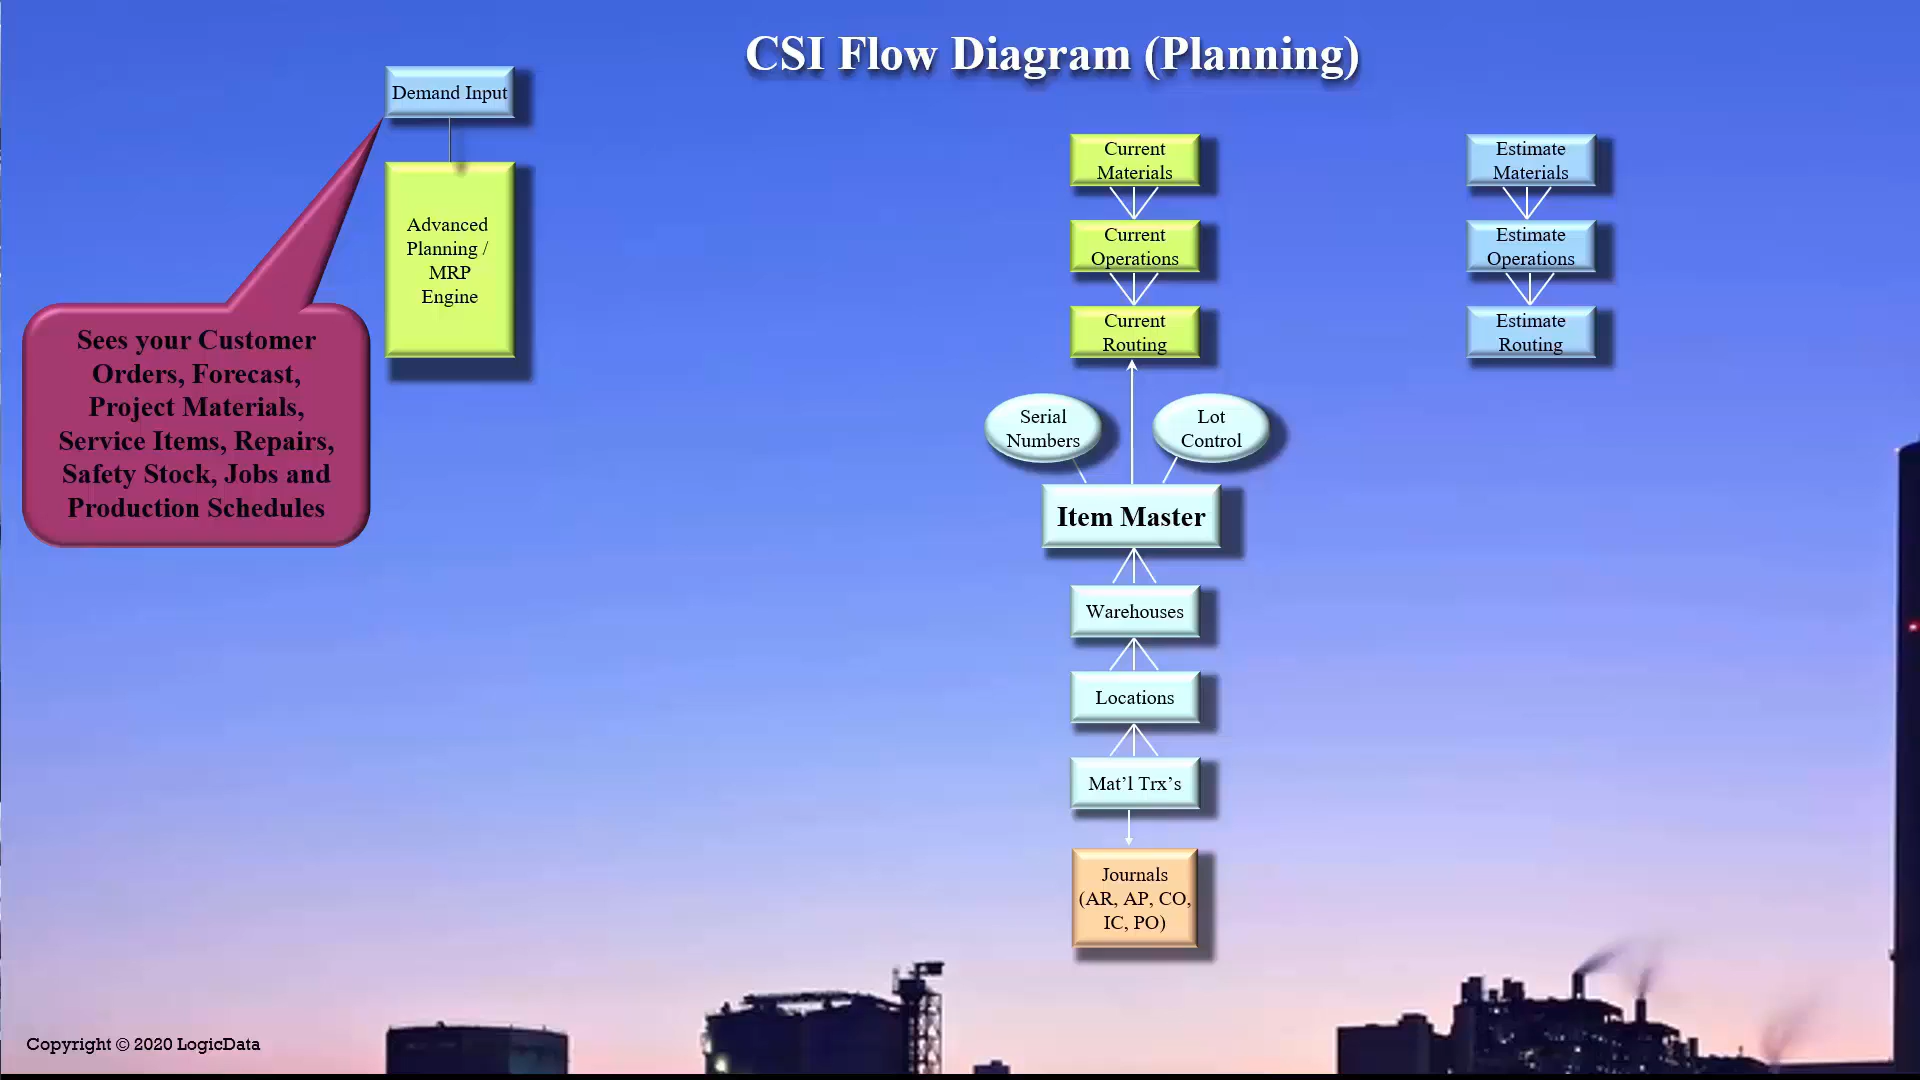 CSI Flow Diagram (Planning)
Demand Input
Advanced
Planning /
MRP
Engine
Sees your Customer
Orders, Forecast,
Project Materials,
Service Items, Repairs,
Safety Stock, Jobs and
Production Schedules
Current
Materials
Current
Operations
Current
Routing
Serial
Numbers
Lot
Control
Item Master
Warehouses
Locations
Mat’l Trx’s
Journals
(AR, AP, CO,
IC, PO)
Estimate
Materials
Estimate
Operations
Estimate
Routing
Copyright © 2020 LogicData